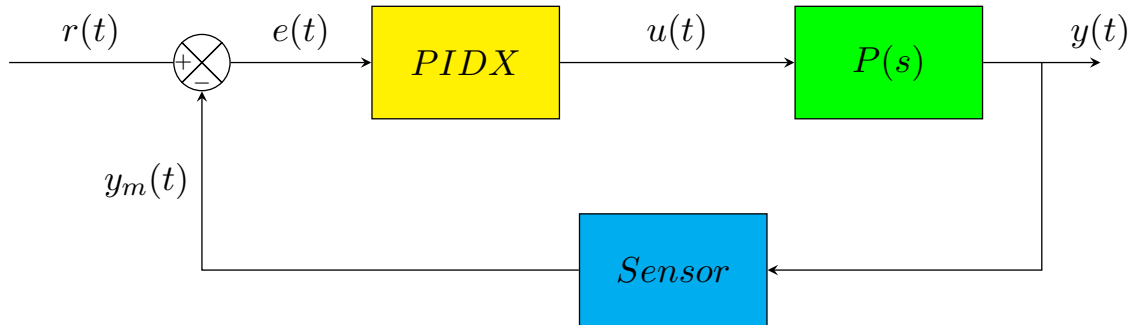 r(t)
e(t)
u(t)
y(t)
+
−
PIDX
P(s)
y_m(t)
Sensor